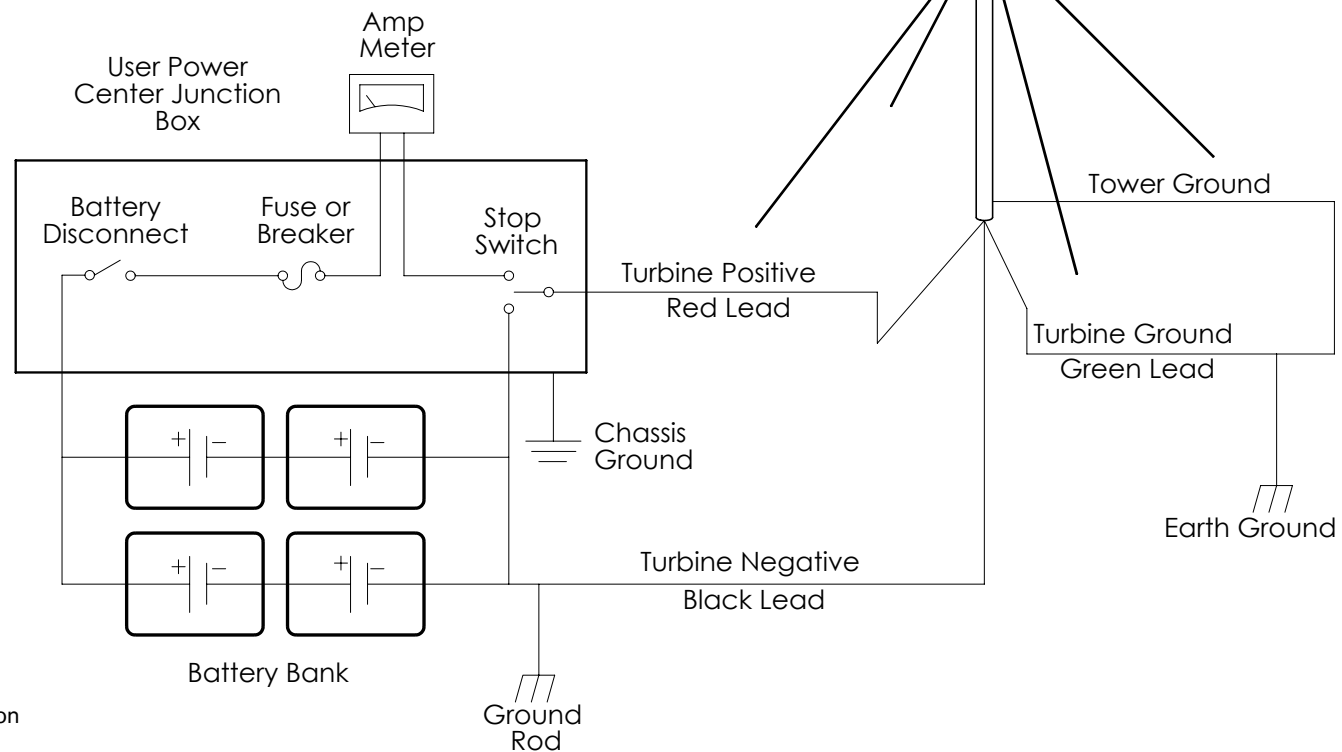 Amp
Meter
User Power
Center Junction
Box
Battery
Disconnect
Fuse or
Breaker
Stop
Switch
Tower Ground
Turbine Positive
Red Lead
Turbine Ground
Green Lead
+ −
+ −
Chassis
Ground
Earth Ground
+ −
+ −
Turbine Negative
Black Lead
Battery Bank
Ground
Rod
on